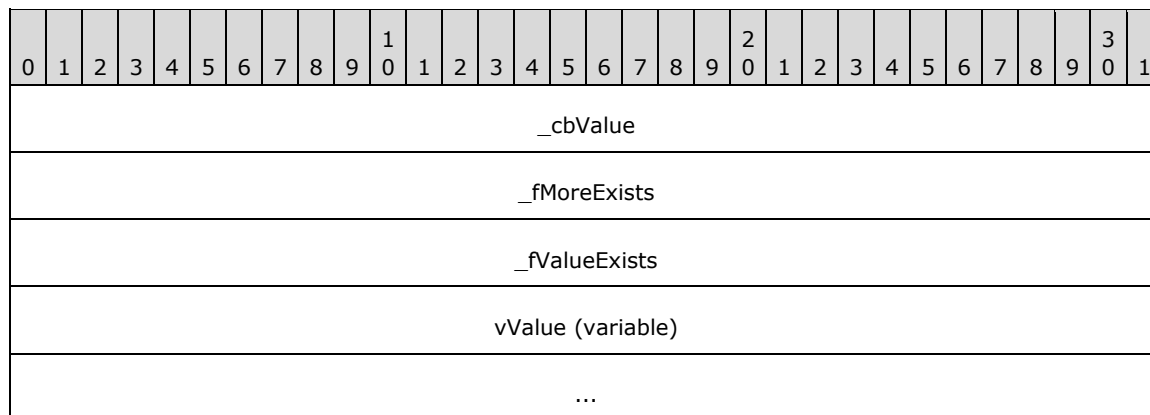 1 2 3
0 1 2 3 4 5 6 7 8 9 0 1 2 3 4 5 6 7 8 9 0 1 2 3 4 5 6 7 8 9 0 1
_cbValue
_fMoreExists
_fValueExists
vValue (variable)
...